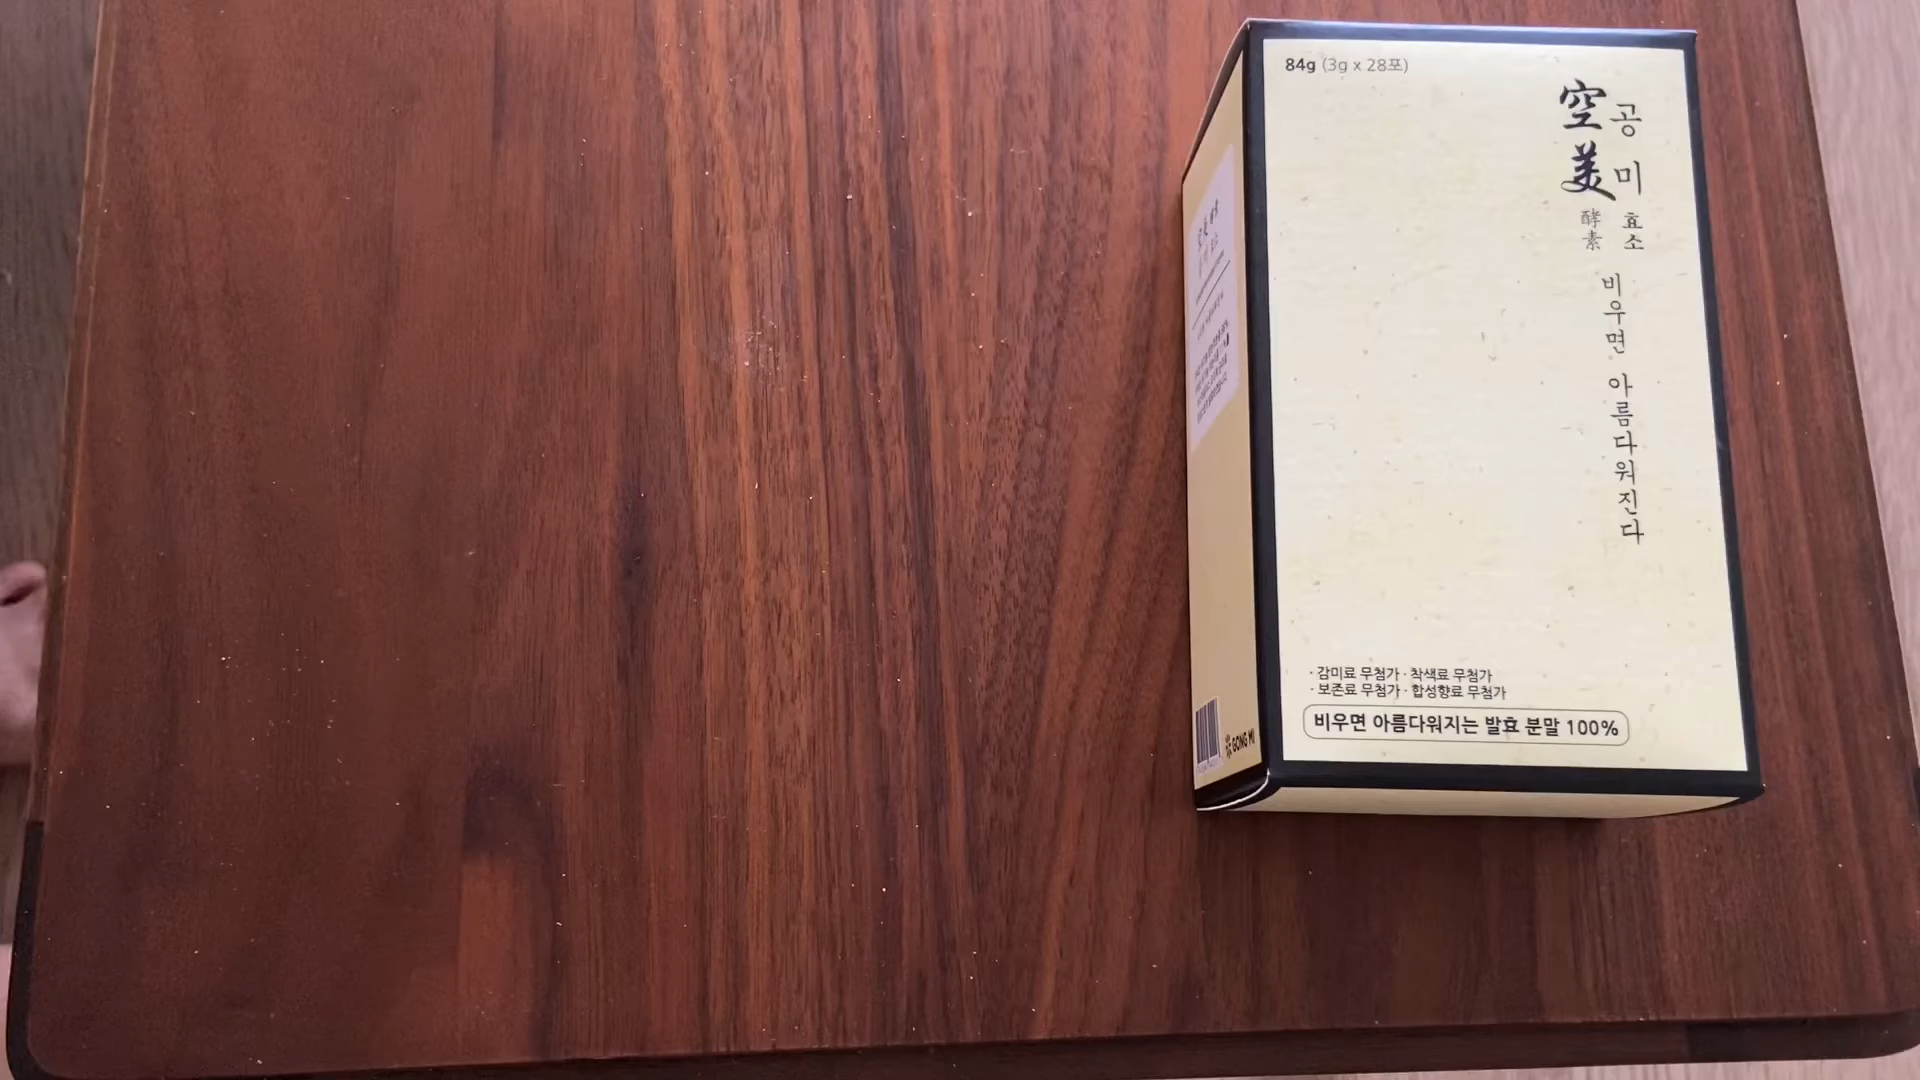 84g (3g x 28포)
空美
공미
酵素
효소
비우면 아름다워진다
· 감미료 무첨가 · 착색료 무첨가
· 보존료 무첨가 · 합성향료 무첨가
비우면 아름다워지는 발효 분말 100%
GONG MI